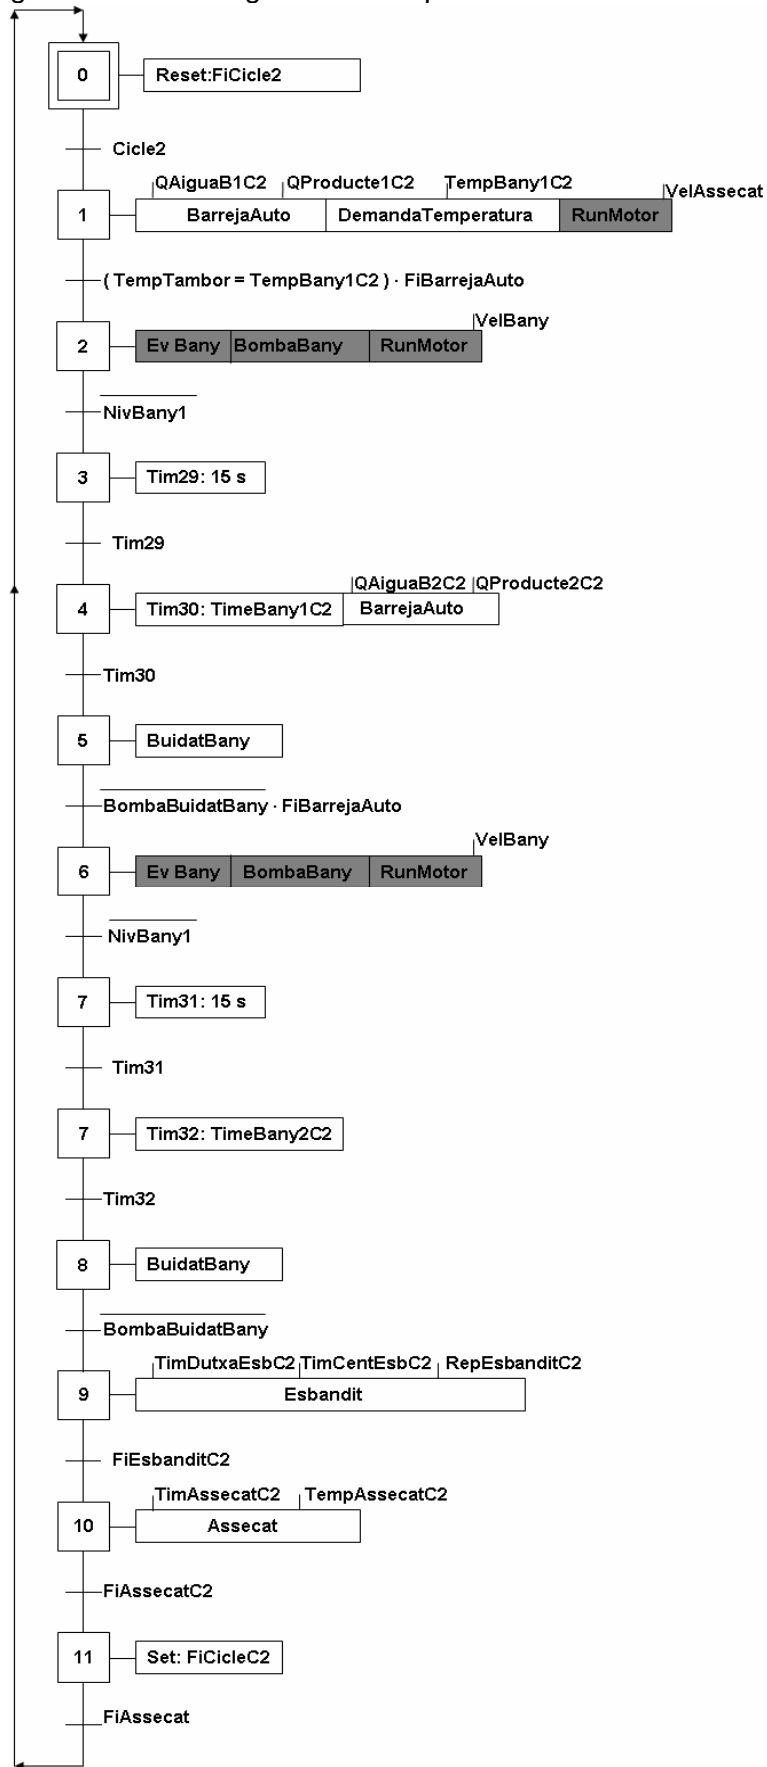 0 Reset:FiCicle2
Cicle2
QAiguaB1C2 QProducte1C2 TempBany1C2 VelAssecat
1 BarrejaAuto DemandaTemperatura RunMotor
( TempTambor = TempBany1C2 ) · FiBarrejaAuto
VelBany
2 Ev Bany BombaBany RunMotor
NivBany1
3 Tim29: 15 s
Tim29
QAiguaB2C2 QProducte2C2
4 Tim30: TimeBany1C2 BarrejaAuto
Tim30
5 BuidatBany
BombaBuidatBany · FiBarrejaAuto
VelBany
6 Ev Bany BombaBany RunMotor
NivBany1
7 Tim31: 15 s
Tim31
7 Tim32: TimeBany2C2
Tim32
8 BuidatBany
BombaBuidatBany
TimDutxaEsbC2 TimCentEsbC2 RepEsbanditC2
9 Esbandit
FiEsbanditC2
TimAssecatC2 TempAssecatC2
10 Assecat
FiAssecatC2
11 Set: FiCicleC2
FiAssecat